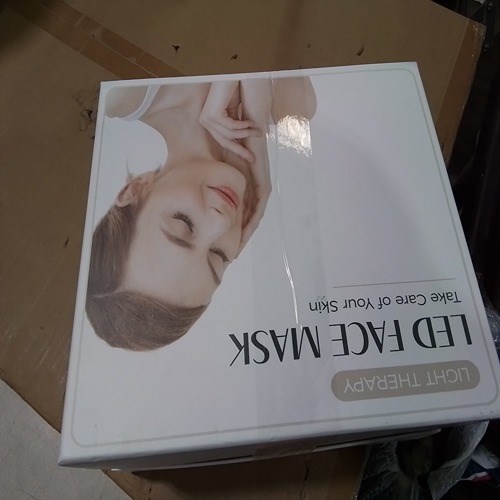 LIGHT THERAPY
LED FACE MASK
Take Care of Your Skin